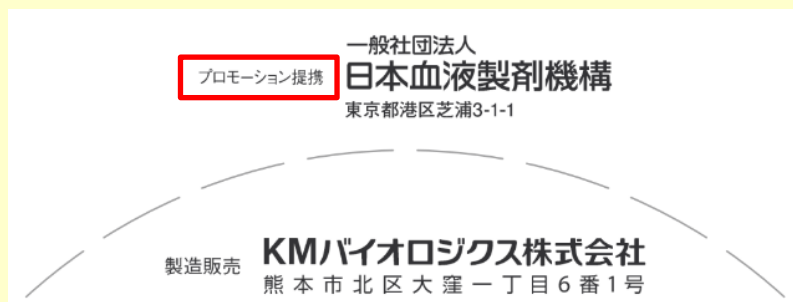 一般社団法人
プロモーション提携 日本血液製剤機構
東京都港区芝浦3-1-1
製造販売 KMバイオロジクス株式会社
熊本市北区大窪一丁目6番1号